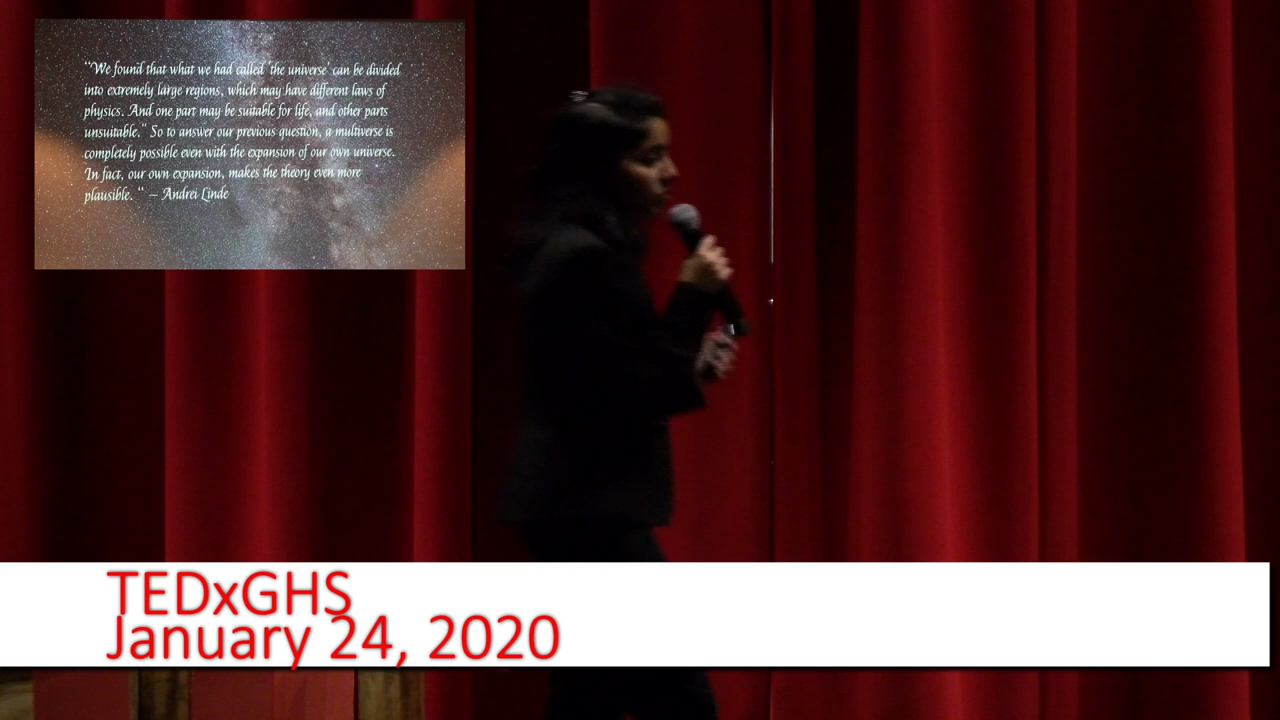 "We found that what we had called 'the universe' can be divided
into extremely large regions, which may have different laws of
physics. And one part may be suitable for life, and other parts
unsuitable." So to answer our previous question, a multiverse is
completely possible even with the expansion of our own universe.
In fact, our own expansion, makes the theory even more
plausible. " – Andrei Linde
TEDxGHS
January 24, 2020